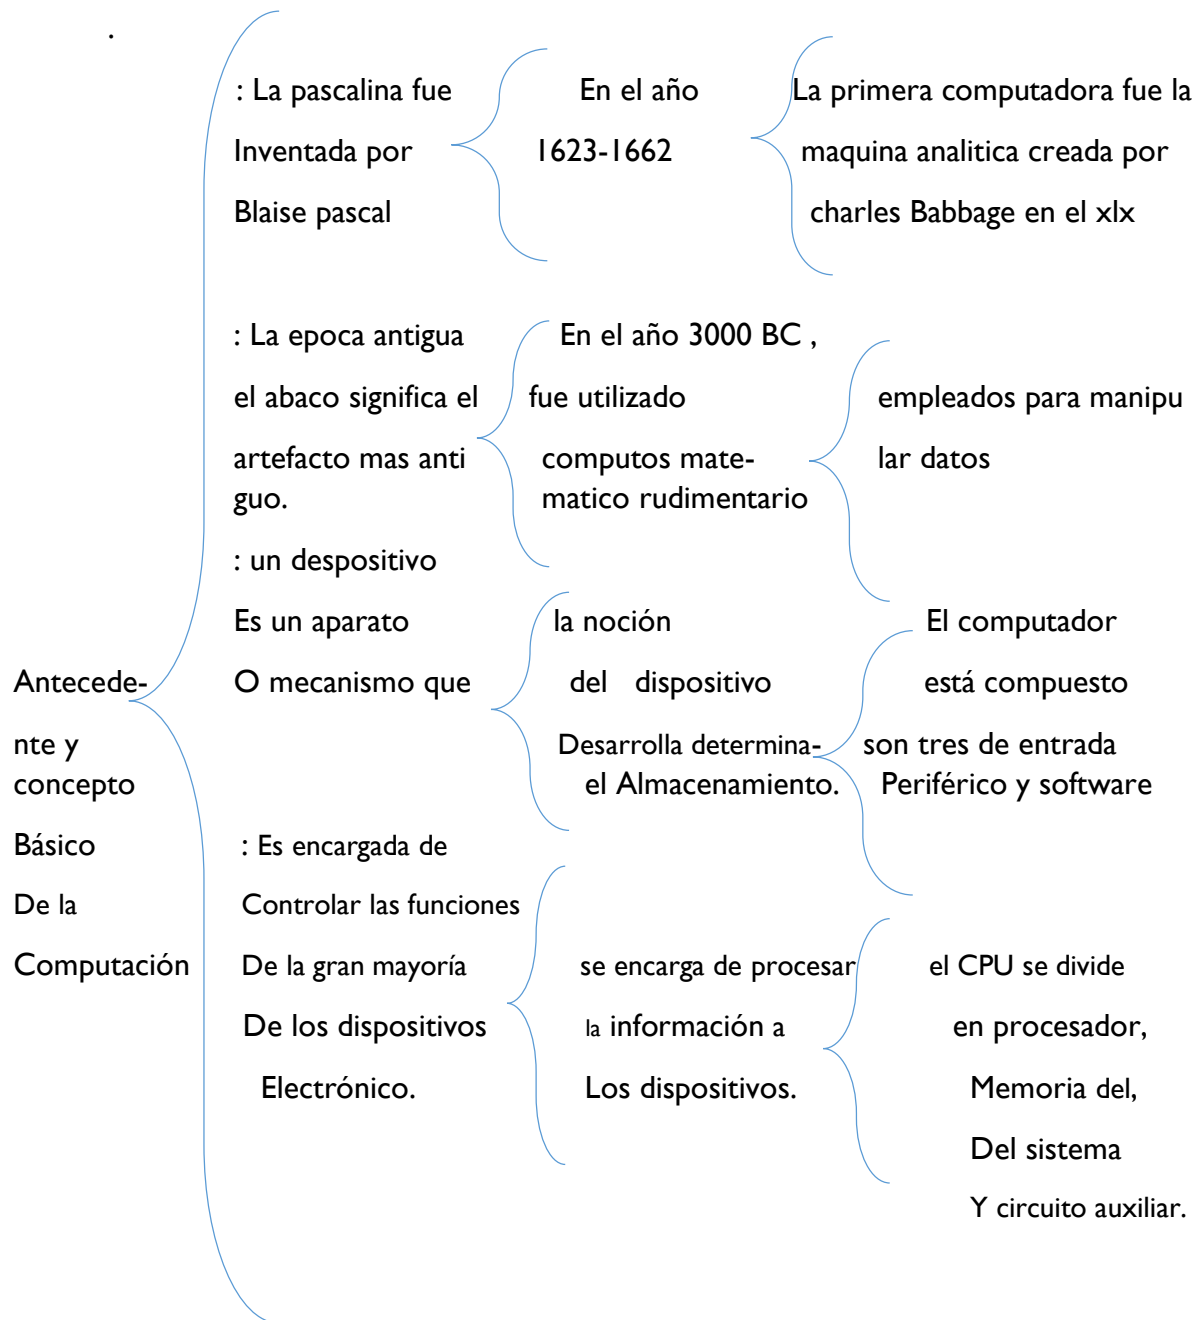 .
: La pascalina fue
Inventada por
Blaise pascal
En el año
1623-1662
La primera computadora fue la
maquina analitica creada por
charles Babbage en el xlx
: La epoca antigua
el abaco significa el
artefacto mas anti
guo.
En el año 3000 BC ,
fue utilizado
computos mate-
matico rudimentario
empleados para manipu
lar datos
: un despositivo
Es un aparato
O mecanismo que
la noción
del dispositivo
Desarrolla determina-
el Almacenamiento.
El computador
está compuesto
son tres de entrada
Periférico y software
Antecede-
nte y
concepto
Básico
De la
Computación
: Es encargada de
Controlar las funciones
De la gran mayoría
De los dispositivos
Electrónico.
se encarga de procesar
la información a
Los dispositivos.
el CPU se divide
en procesador,
Memoria del,
Del sistema
Y circuito auxiliar.